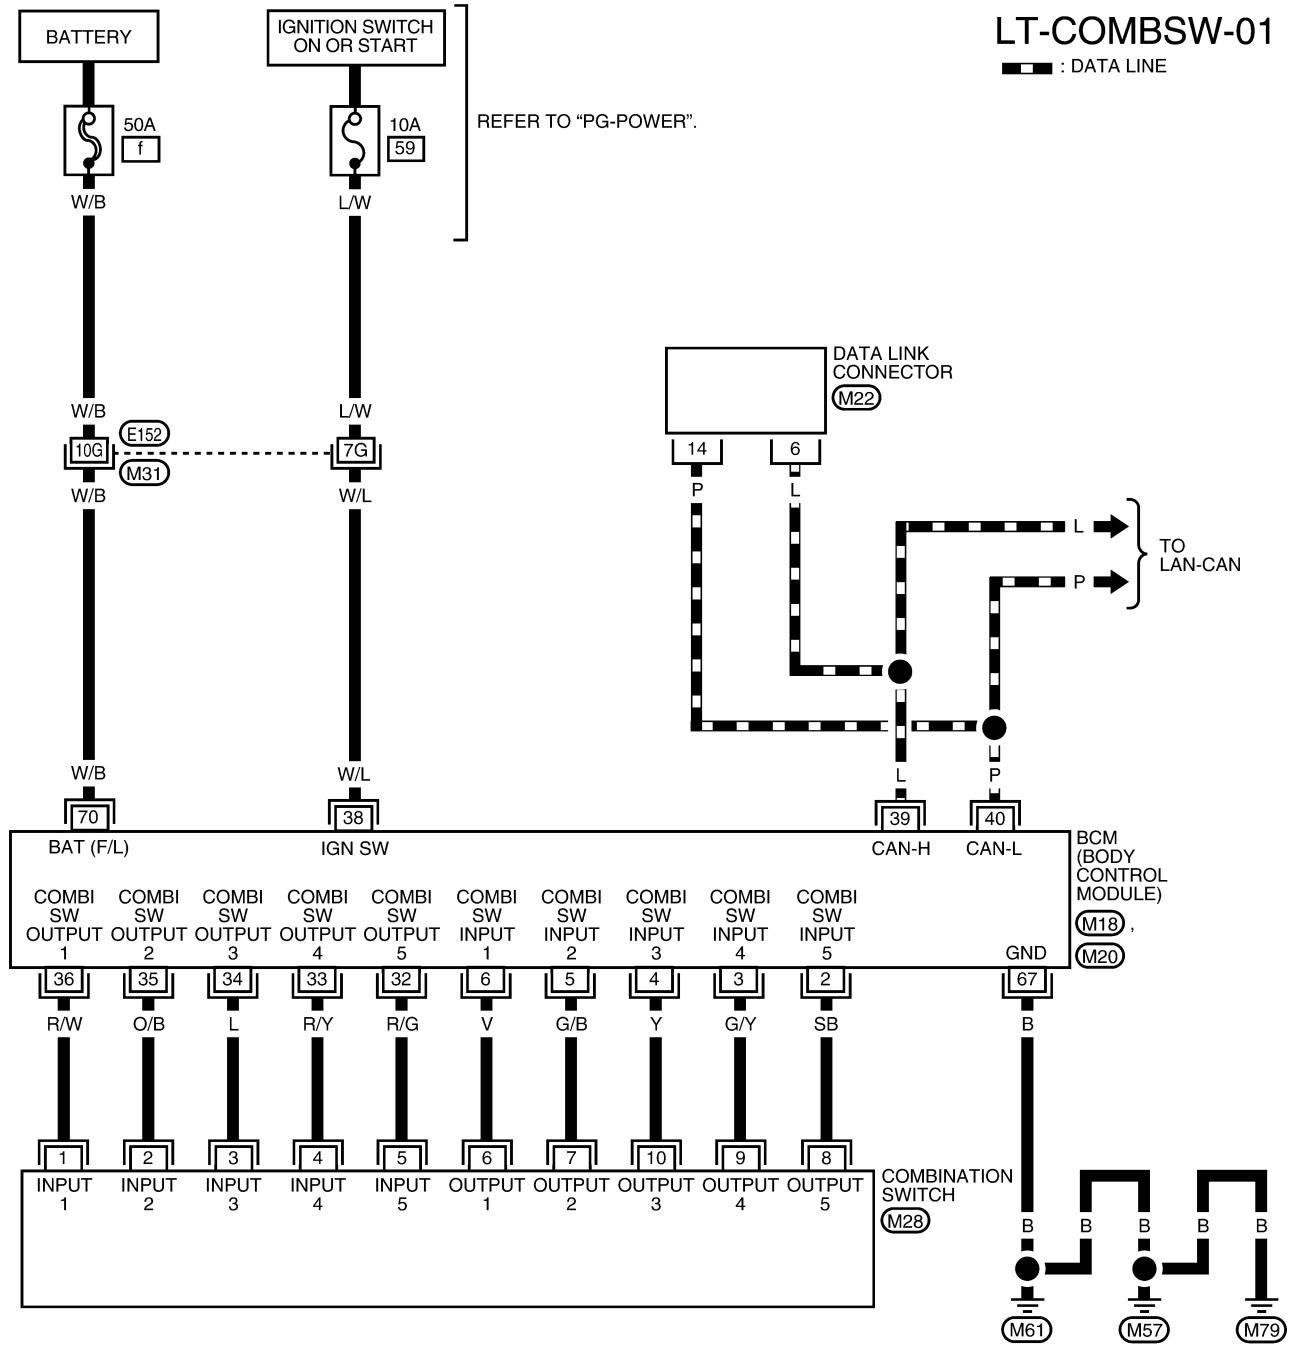 LT-COMBSW-01
: DATA LINE
BATTERY
IGNITION SWITCH
ON OR START
50A
f
10A
59
REFER TO “PG-POWER”.
W/B
L/W
DATA LINK
CONNECTOR
M22
14
6
P
L
W/B
L/W
10G
E152
M31
7G
W/B
W/L
L
P
TO
LAN-CAN
W/B
W/L
L
P
70
38
39
40
BAT (F/L)
IGN SW
CAN-H
CAN-L
BCM
(BODY
CONTROL
MODULE)
M18 ,
M20
COMBI COMBI COMBI COMBI COMBI COMBI COMBI COMBI COMBI COMBI
SW SW SW SW SW SW SW SW SW SW
OUTPUT OUTPUT OUTPUT OUTPUT OUTPUT INPUT INPUT INPUT INPUT INPUT
1 2 3 4 5 1 2 3 4 5
GND
36 35 34 33 32 6 5 4 3 2 67
R/W O/B L R/Y R/G V G/B Y G/Y SB B
1 2 3 4 5 6 7 10 9 8
INPUT INPUT INPUT INPUT INPUT OUTPUT OUTPUT OUTPUT OUTPUT OUTPUT
1 2 3 4 5 1 2 3 4 5
COMBINATION
SWITCH
M28
B B B B B
M61 M57 M79